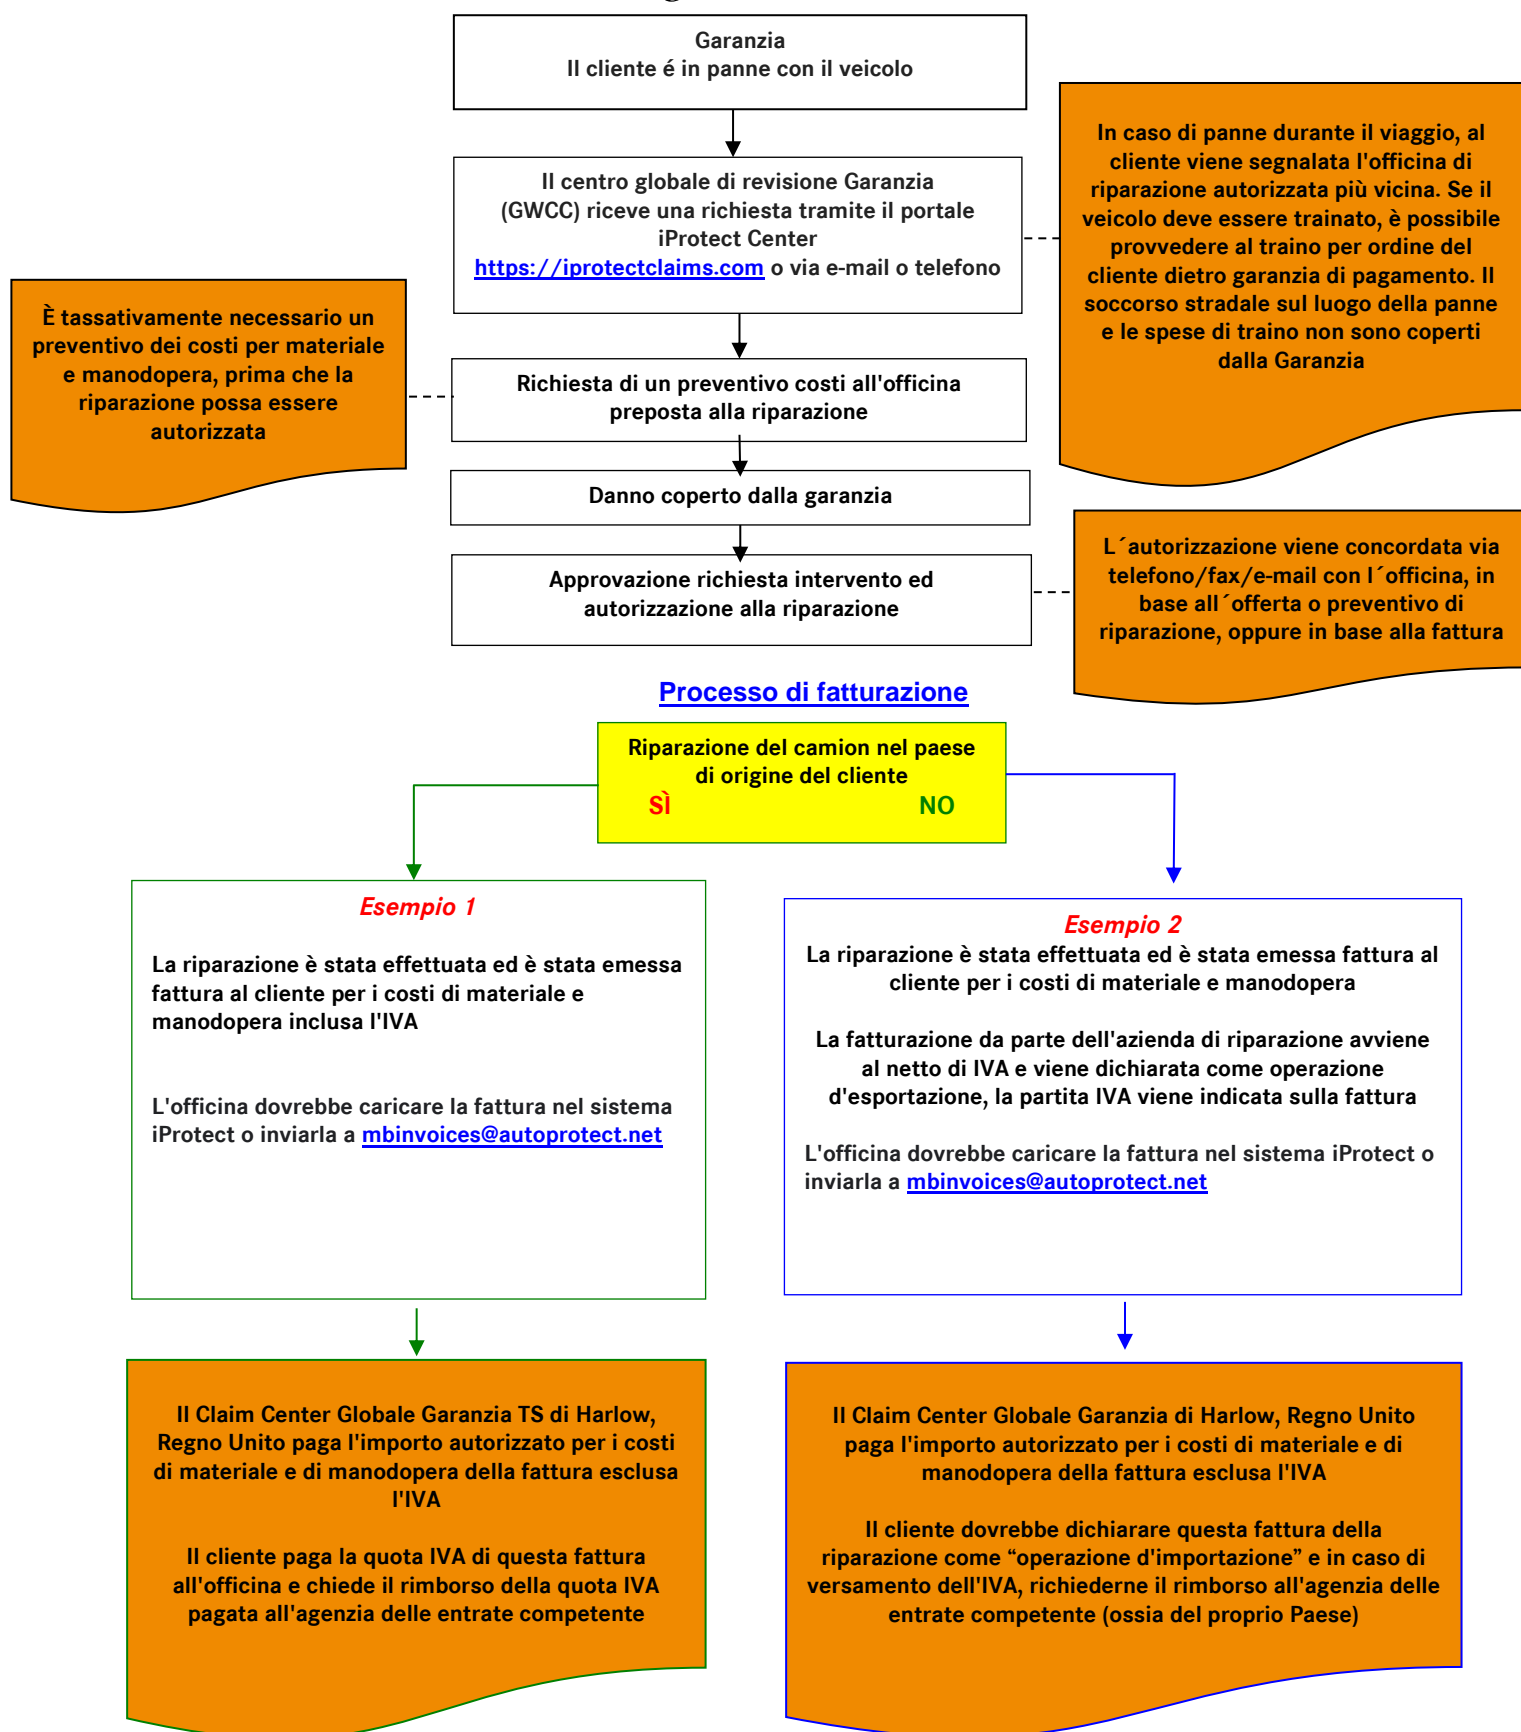 Garanzia
Il cliente é in panne con il veicolo
In caso di panne durante il viaggio, al
cliente viene segnalata l'officina di
riparazione autorizzata più vicina. Se il
veicolo deve essere trainato, è possibile
provvedere al traino per ordine del
cliente dietro garanzia di pagamento. Il
soccorso stradale sul luogo della panne
e le spese di traino non sono coperti
dalla Garanzia
Il centro globale di revisione Garanzia
(GWCC) riceve una richiesta tramite il portale
iProtect Center
https://iprotectclaims.com o via e-mail o telefono
È tassativamente necessario un
preventivo dei costi per materiale
e manodopera, prima che la
riparazione possa essere
autorizzata
Richiesta di un preventivo costi all'officina
preposta alla riparazione
Danno coperto dalla garanzia
Approvazione richiesta intervento ed
autorizzazione alla riparazione
L´autorizzazione viene concordata via
telefono/fax/e-mail con l´officina, in
base all´offerta o preventivo di
riparazione, oppure in base alla fattura
Processo di fatturazione
Riparazione del camion nel paese
di origine del cliente
SÌ NO
Esempio 1
La riparazione è stata effettuata ed è stata emessa
fattura al cliente per i costi di materiale e
manodopera inclusa l'IVA
L'officina dovrebbe caricare la fattura nel sistema
iProtect o inviarla a mbinvoices@autoprotect.net
Esempio 2
La riparazione è stata effettuata ed è stata emessa fattura al
cliente per i costi di materiale e manodopera
La fatturazione da parte dell'azienda di riparazione avviene
al netto di IVA e viene dichiarata come operazione
d'esportazione, la partita IVA viene indicata sulla fattura
L'officina dovrebbe caricare la fattura nel sistema iProtect o
inviarla a mbinvoices@autoprotect.net
Il Claim Center Globale Garanzia TS di Harlow,
Regno Unito paga l'importo autorizzato per i costi
di materiale e di manodopera della fattura esclusa
l'IVA
Il cliente paga la quota IVA di questa fattura
all'officina e chiede il rimborso della quota IVA
pagata all'agenzia delle entrate competente
Il Claim Center Globale Garanzia di Harlow, Regno Unito
paga l'importo autorizzato per i costi di materiale e di
manodopera della fattura esclusa l'IVA
Il cliente dovrebbe dichiarare questa fattura della
riparazione come “operazione d'importazione” e in caso di
versamento dell'IVA, richiederne il rimborso all'agenzia delle
entrate competente (ossia del proprio Paese)